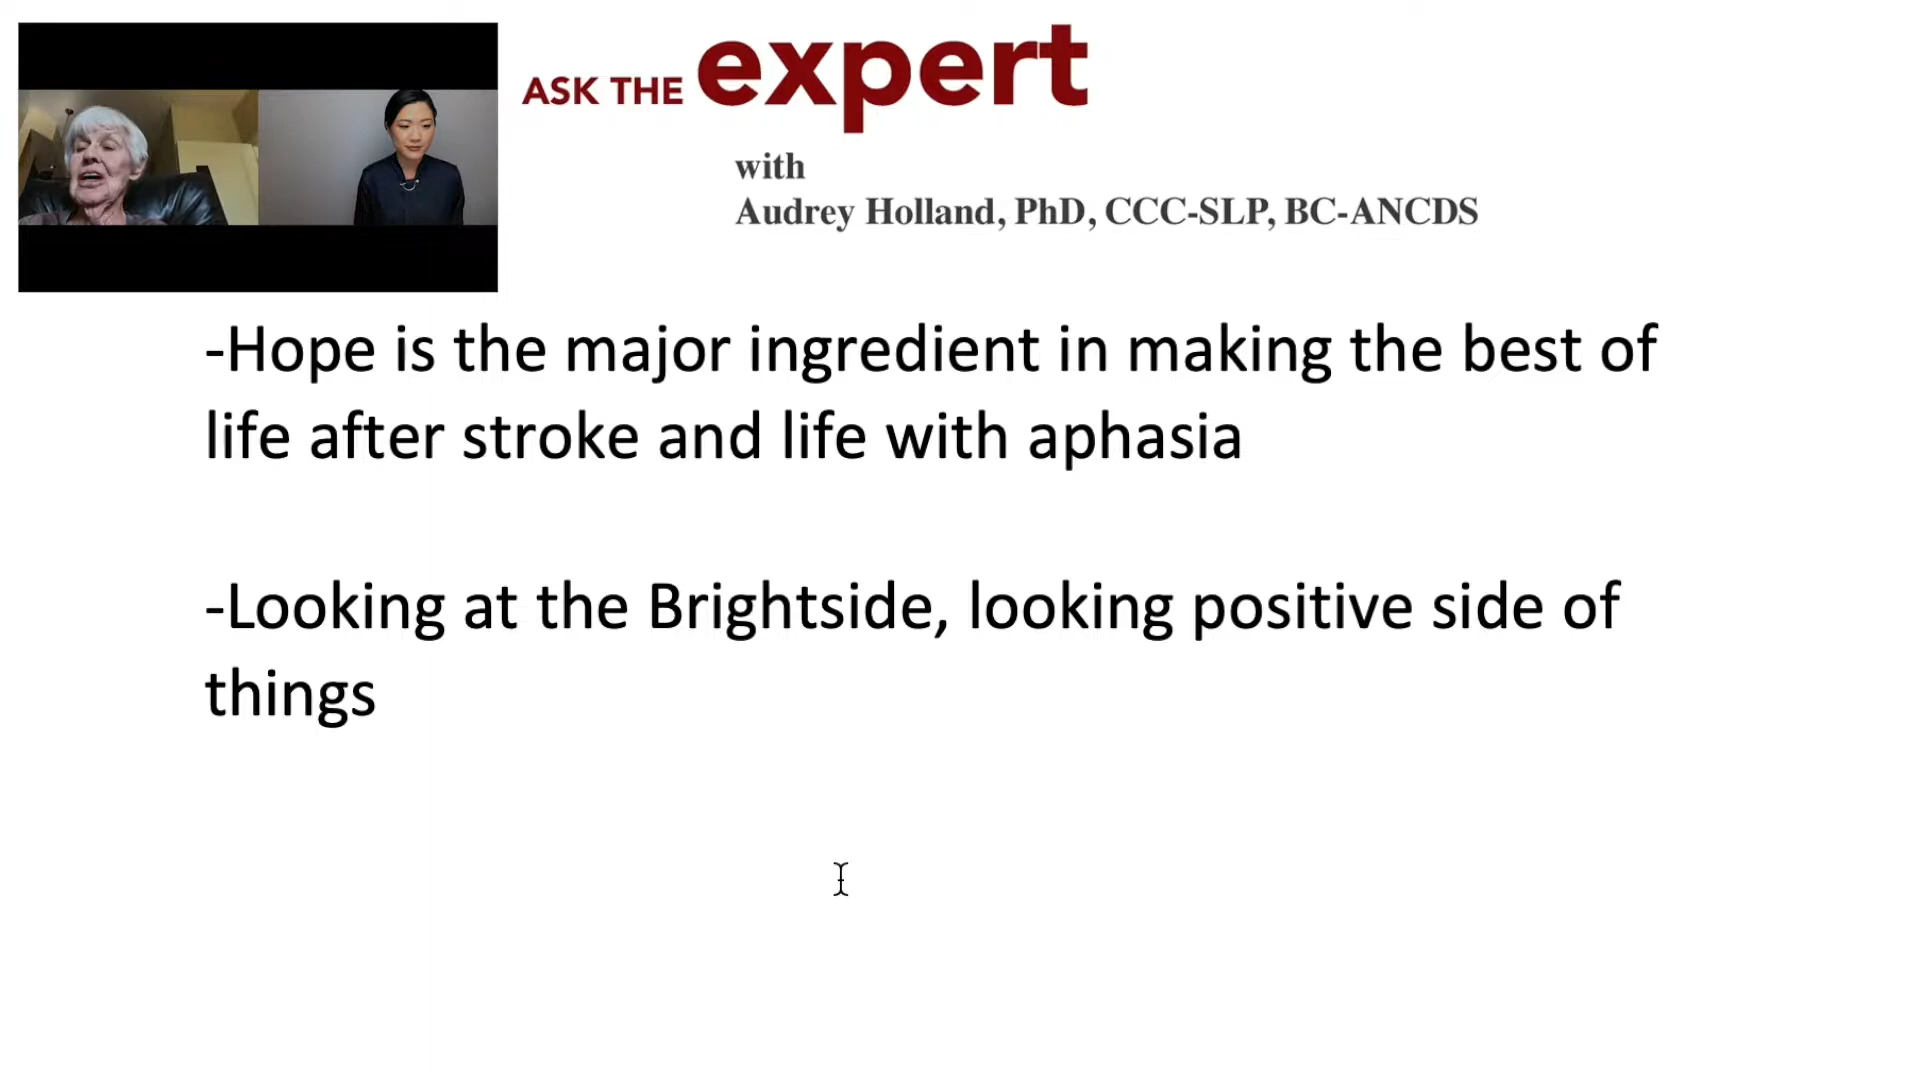 ASK THE expert
with
Audrey Holland, PhD, CCC-SLP, BC-ANCDS
-Hope is the major ingredient in making the best of
life after stroke and life with aphasia
-Looking at the Brightside, looking positive side of
things